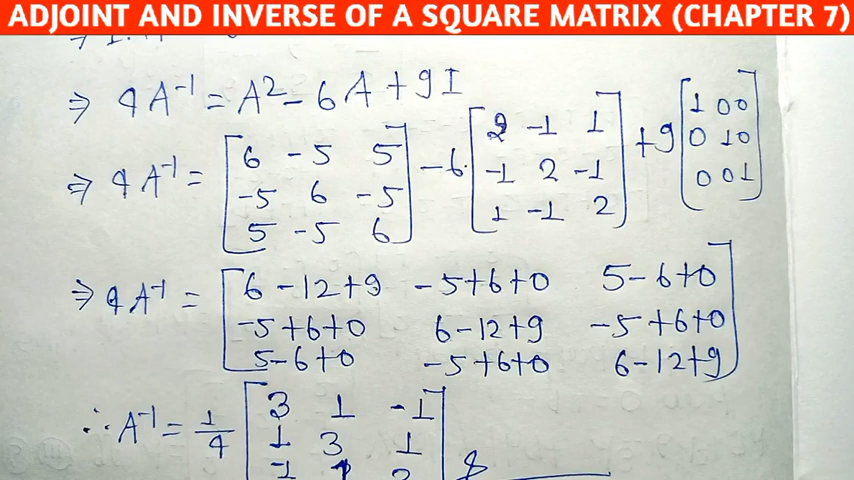 ADJOINT AND INVERSE OF A SQUARE MATRIX (CHAPTER 7)
⇒ 4A⁻¹ = A² - 6A + 9I
⇒ 4A⁻¹ = [6 -5 5] - 6 [2 -1 1] + 9 [1 0 0]
[-5 6 -5] [-1 2 -1] [0 1 0]
[5 -5 6] [1 -1 2] [0 0 1]
⇒ 4A⁻¹ = [6-12+9 -5+6+0 5-6+0]
[-5+6+0 6-12+9 -5+6+0]
[5-6+0 -5+6+0 6-12+9]
∴ A⁻¹ = 1/4 [3 1 -1]
[1 3 1]